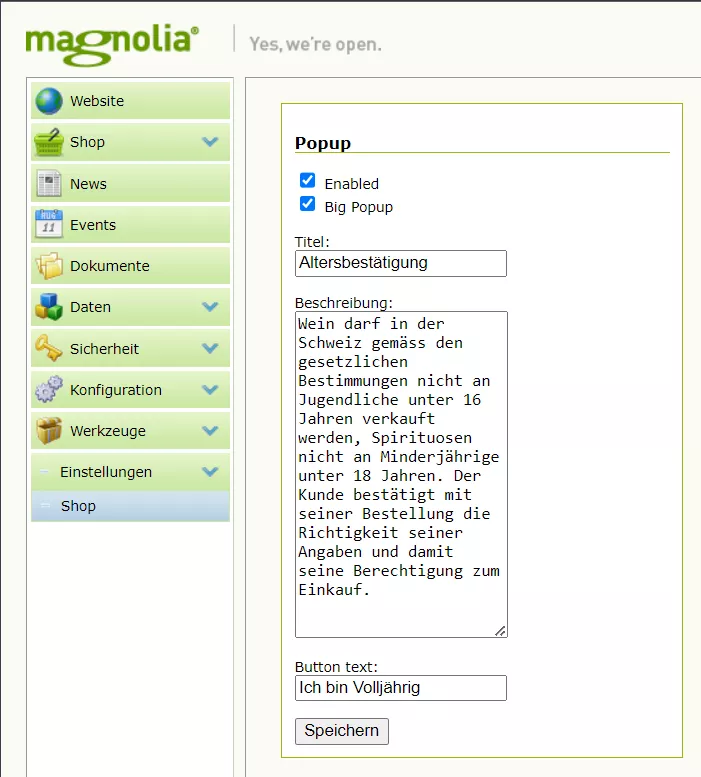 magnolia®
Yes, we're open.
Website
Shop
News
AUG
11
Events
Dokumente
Daten
Sicherheit
Konfiguration
Werkzeuge
Einstellungen
Shop
Popup
Enabled
Big Popup
Titel:
Altersbestätigung
Beschreibung:
Wein darf in der
Schweiz gemäss den
gesetzlichen
Bestimmungen nicht an
Jugendliche unter 16
Jahren verkauft
werden, Spirituosen
nicht an Minderjährige
unter 18 Jahren. Der
Kunde bestätigt mit
seiner Bestellung die
Richtigkeit seiner
Angaben und damit
seine Berechtigung zum
Einkauf.
Button text:
Ich bin Volljährig
Speichern